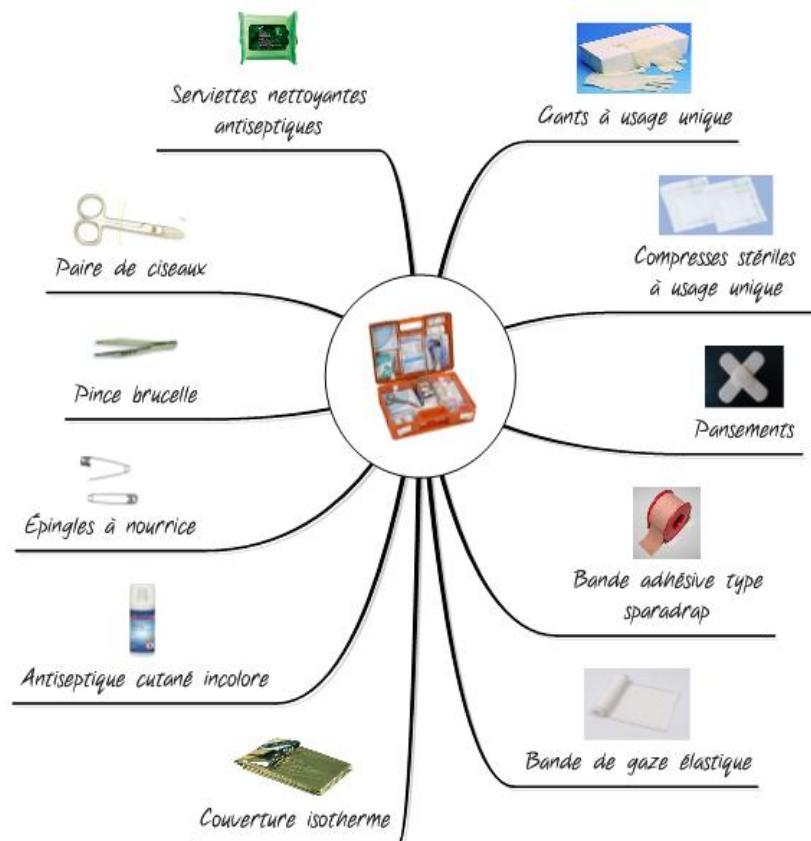 Serviettes nettoyantes
antiseptiques
Gants à usage unique
Paire de ciseaux
Compresses stériles
à usage unique
Pince brucelle
Pansements
Épingles à nourrice
Bande adhésive type
sparadrap
Antiseptique cutané incolore
Bande de gaze élastique
Couverture isotherme